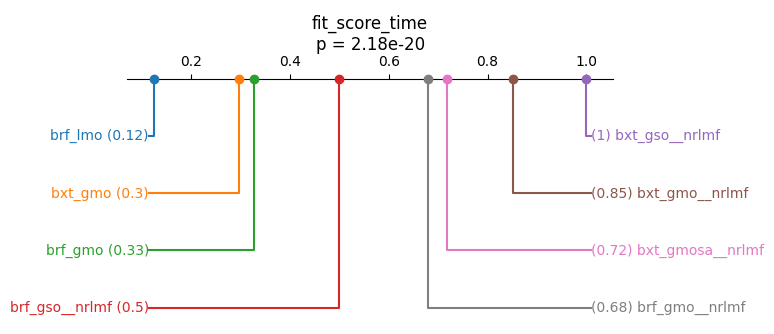 fit_score_time
p = 2.18e-20
0.2 0.4 0.6 0.8 1.0
brf_lmo (0.12) (1) bxt_gso__nrlmf
bxt_gmo (0.3) (0.85) bxt_gmo__nrlmf
brf_gmo (0.33) (0.72) bxt_gmosa__nrlmf
brf_gso__nrlmf (0.5) (0.68) brf_gmo__nrlmf